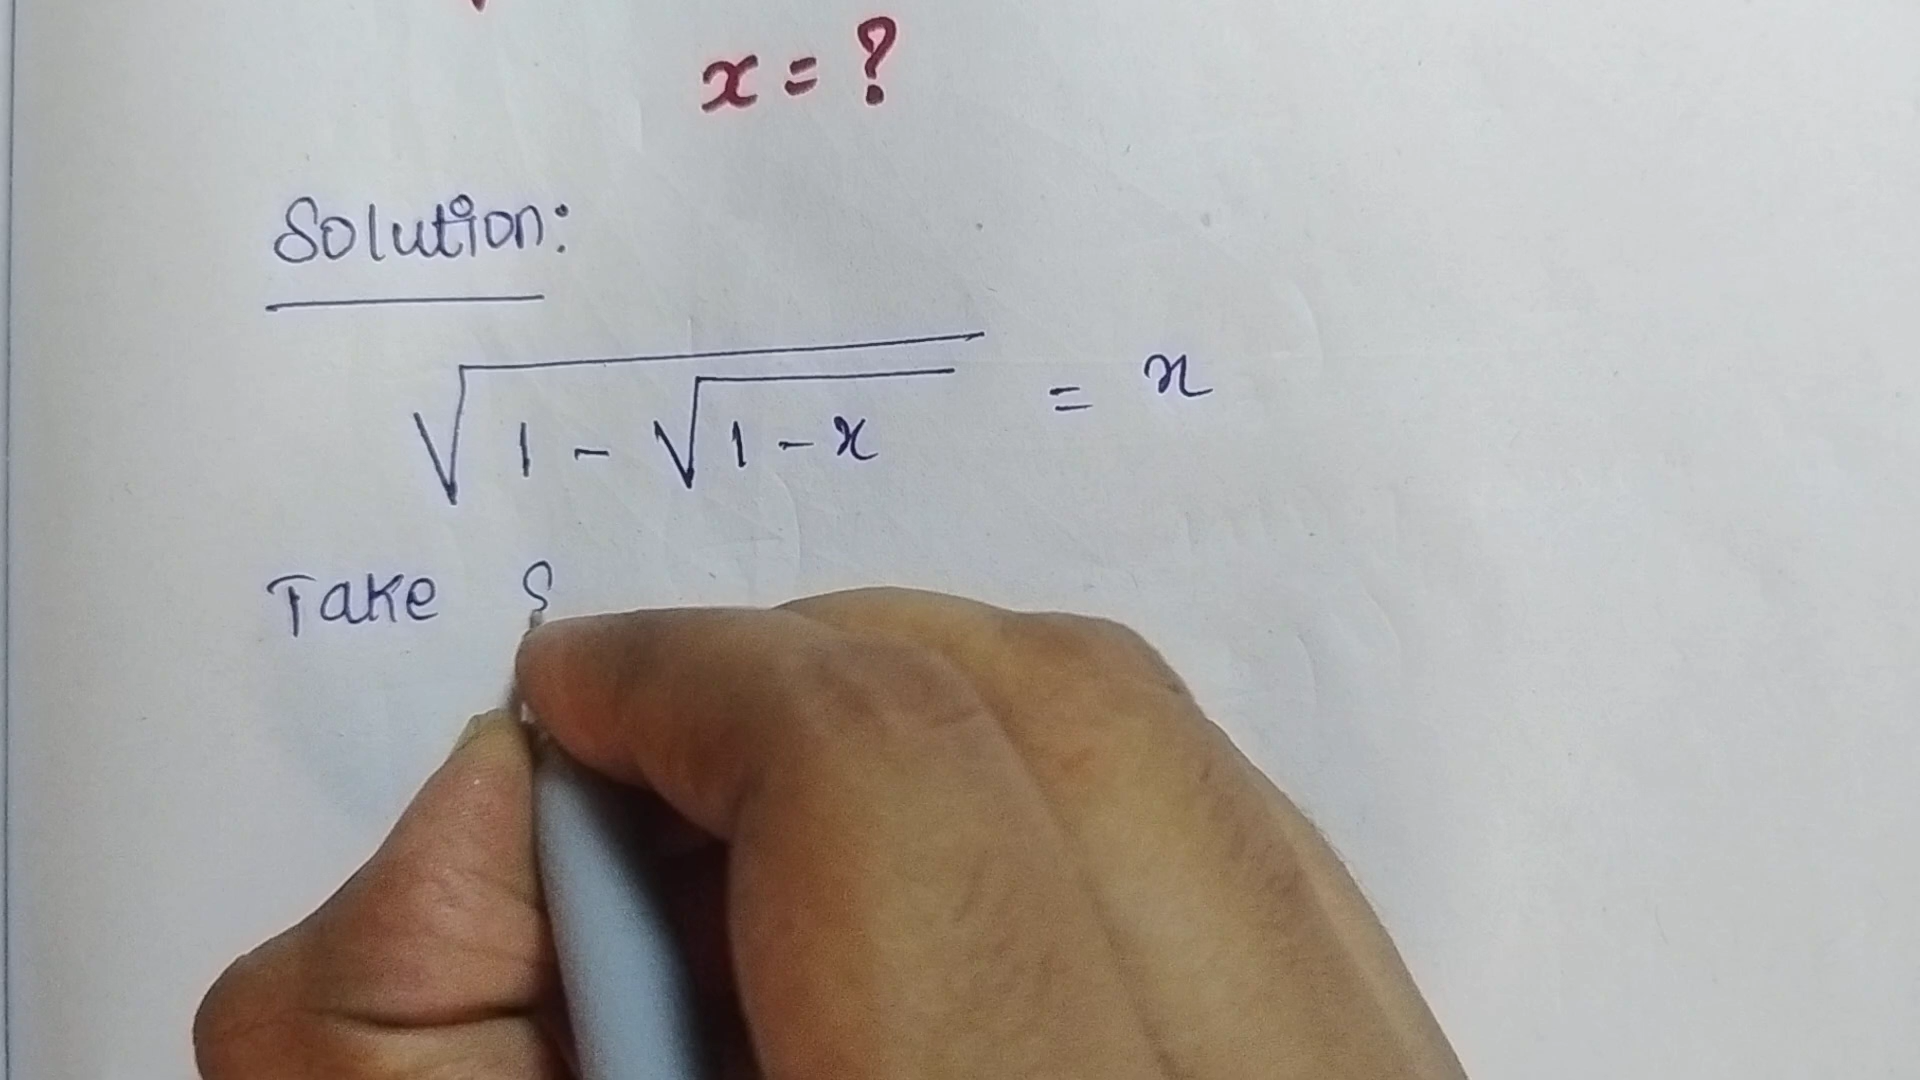 x = ?
Solution:
√(1 - √(1 - x)) = x
Take S